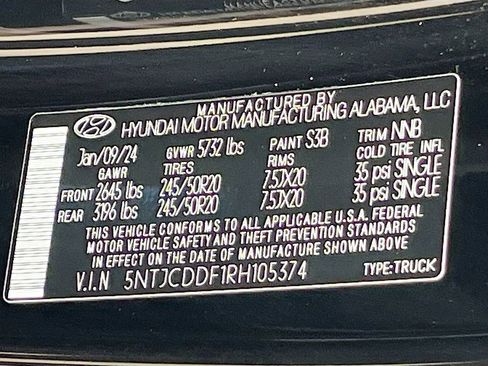 MANUFACTURED BY
HYUNDAI MOTOR MANUFACTURING ALABAMA, LLC
Jan/09/24 GVWR 5732 lbs PAINT S3B TRIM NNB
GAWR TIRES RIMS COLD TIRE INFL
FRONT 2645 lbs 245/50R20 7.5JX20 35 psi SINGLE
REAR 3196 lbs 245/50R20 7.5JX20 35 psi SINGLE
THIS VEHICLE CONFORMS TO ALL APPLICABLE U.S.A. FEDERAL
MOTOR VEHICLE SAFETY AND THEFT PREVENTION STANDARDS
IN EFFECT ON THE DATE OF MANUFACTURE SHOWN ABOVE
V.I.N 5NTJCDDF1RH105374 TYPE:TRUCK